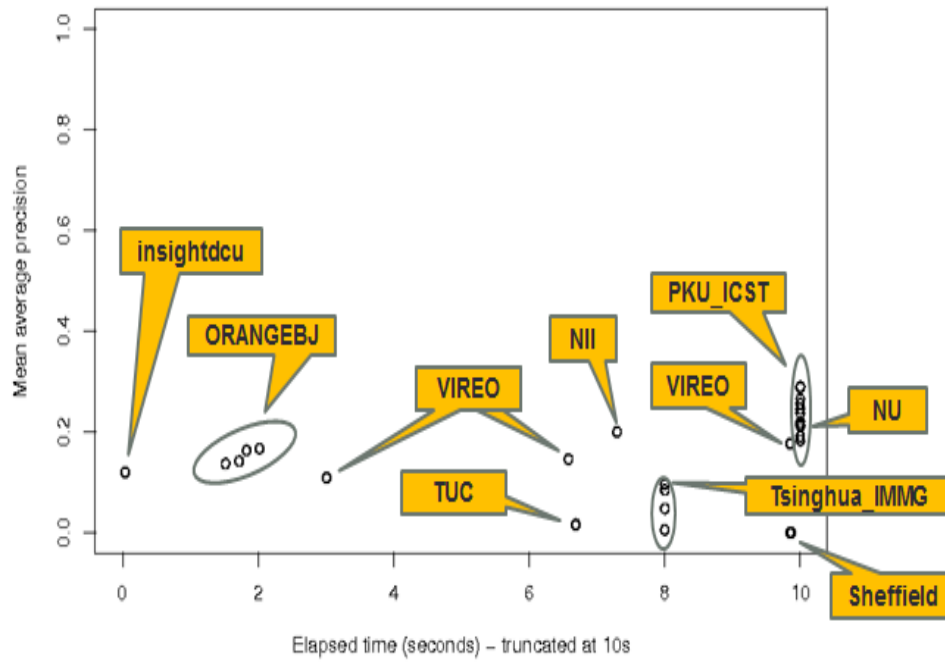 1.0
0.8
0.6
0.4
0.2
0.0
Mean average precision
insightdcu
ORANGEBJ
VIREO
NII
PKU_ICST
VIREO
NU
TUC
Tsinghua_IMMG
Sheffield
0 2 4 6 8 10
Elapsed time (seconds) – truncated at 10s